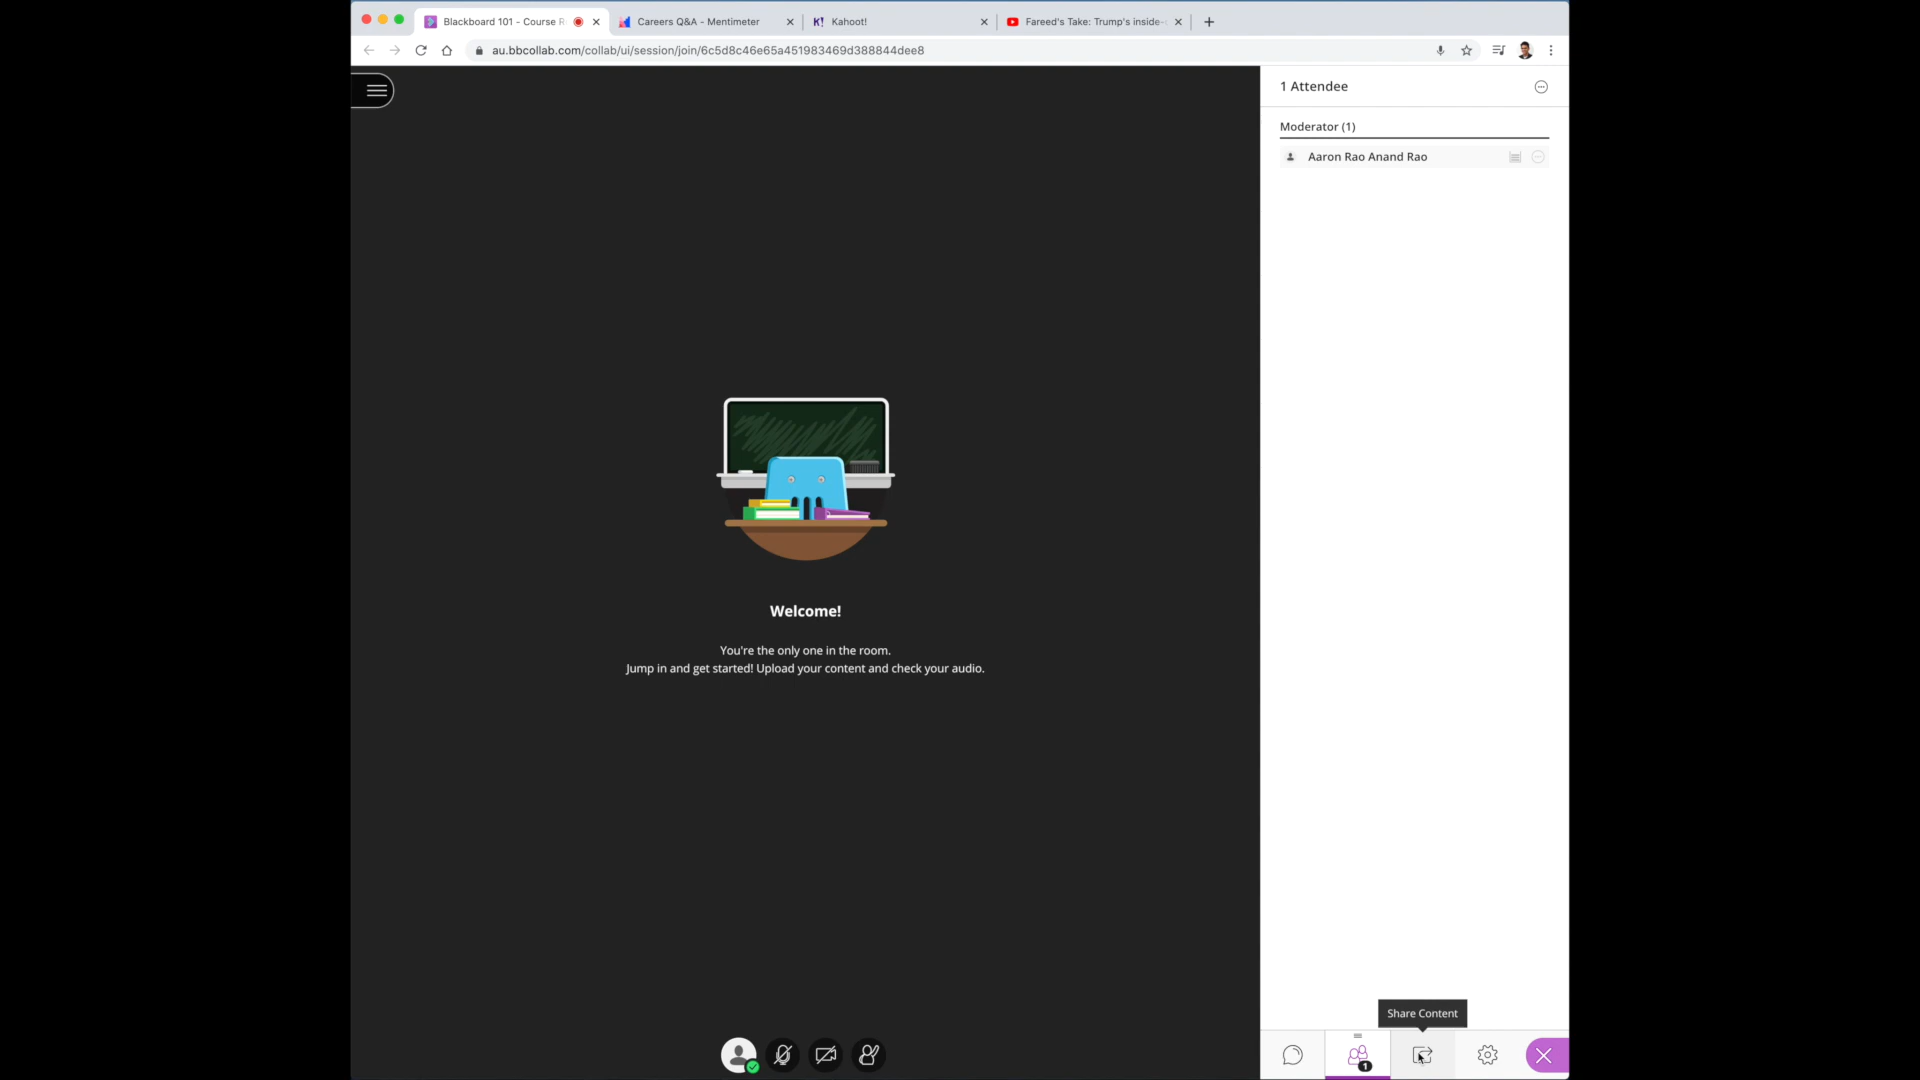 Blackboard 101 - Course R
Careers Q&A - Mentimeter
K! Kahoot!
Fareed's Take: Trump's inside-
au.bbcollab.com/collab/ui/session/join/6c5d8c46e65a451983469d388844dee8
1 Attendee
Moderator (1)
Aaron Rao Anand Rao
Welcome!
You're the only one in the room.
Jump in and get started! Upload your content and check your audio.
Share Content
1